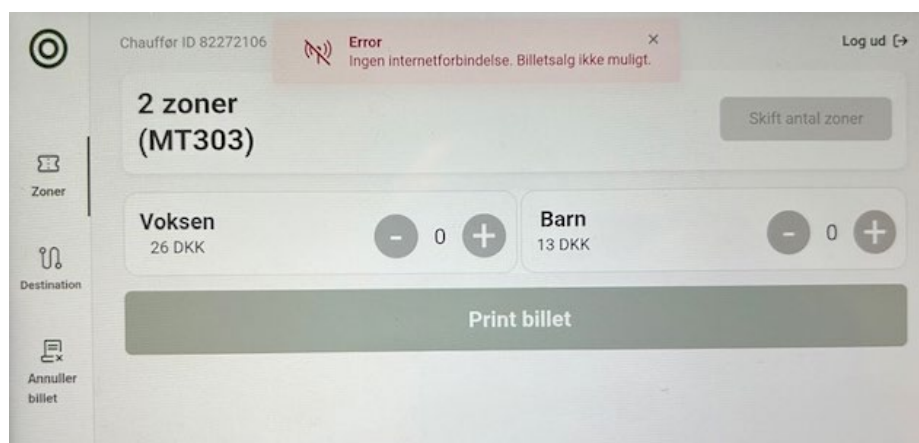 Chauffør ID 82272106
Error
Ingen internetforbindelse. Billetsalg ikke muligt.
Log ud
2 zoner
(MT303)
Skift antal zoner
Zoner
Voksen
26 DKK
- 0 +
Barn
13 DKK
- 0 +
Destination
Print billet
Annuller
billet